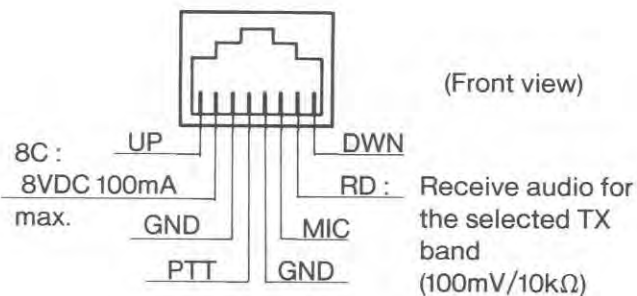 (Front view)
UP
DWN
8C :
8VDC 100mA
max.
RD : Receive audio for
the selected TX
band
(100mV/10kΩ)
GND
MIC
PTT
GND